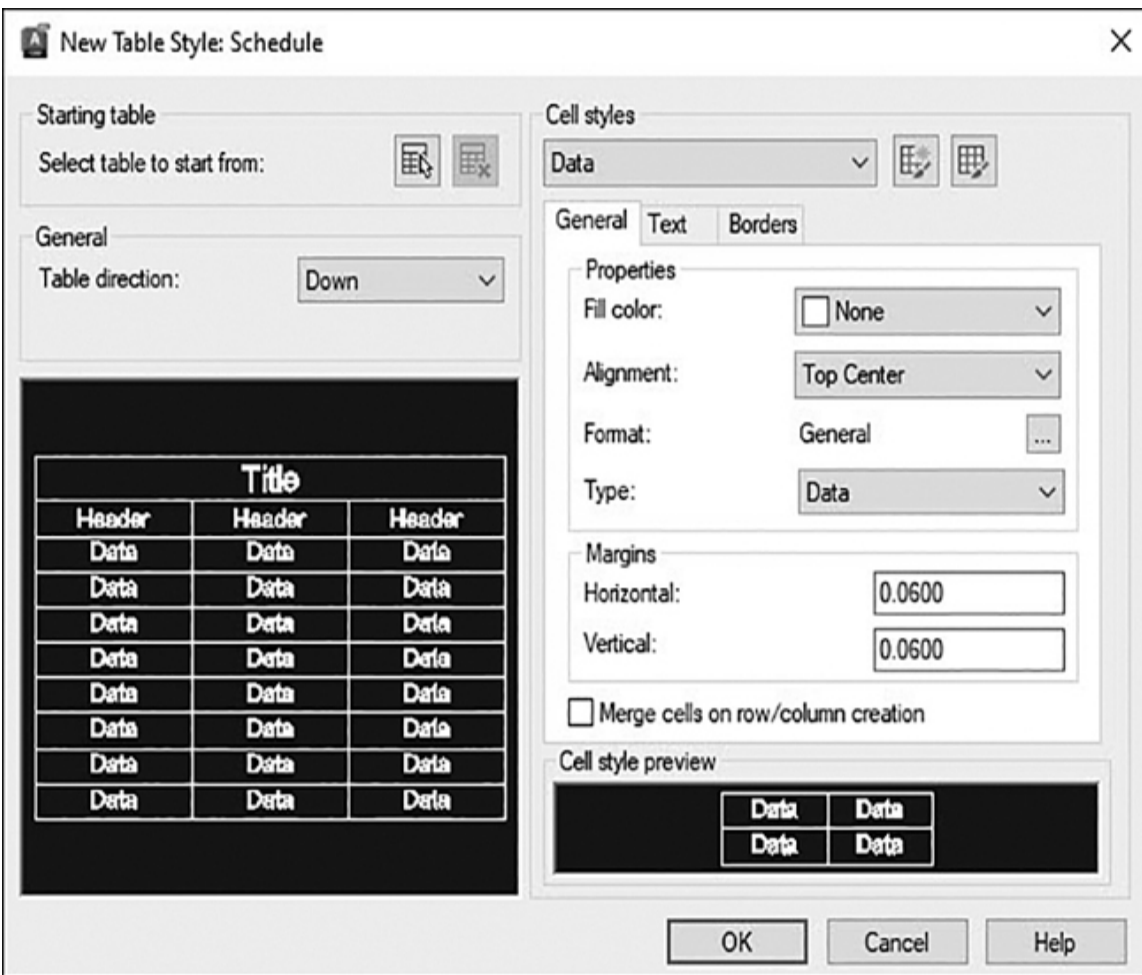 New Table Style: Schedule
Starting table
Select table to start from:
General
Table direction: Down
Title
Header Header Header
Data Data Data
Data Data Data
Data Data Data
Data Data Data
Data Data Data
Data Data Data
Data Data Data
Data Data Data
Cell styles
Data
General Text Borders
Properties
Fill color: None
Alignment: Top Center
Format: General ...
Type: Data
Margins
Horizontal: 0.0600
Vertical: 0.0600
Merge cells on row/column creation
Cell style preview
Data Data
Data Data
OK Cancel Help